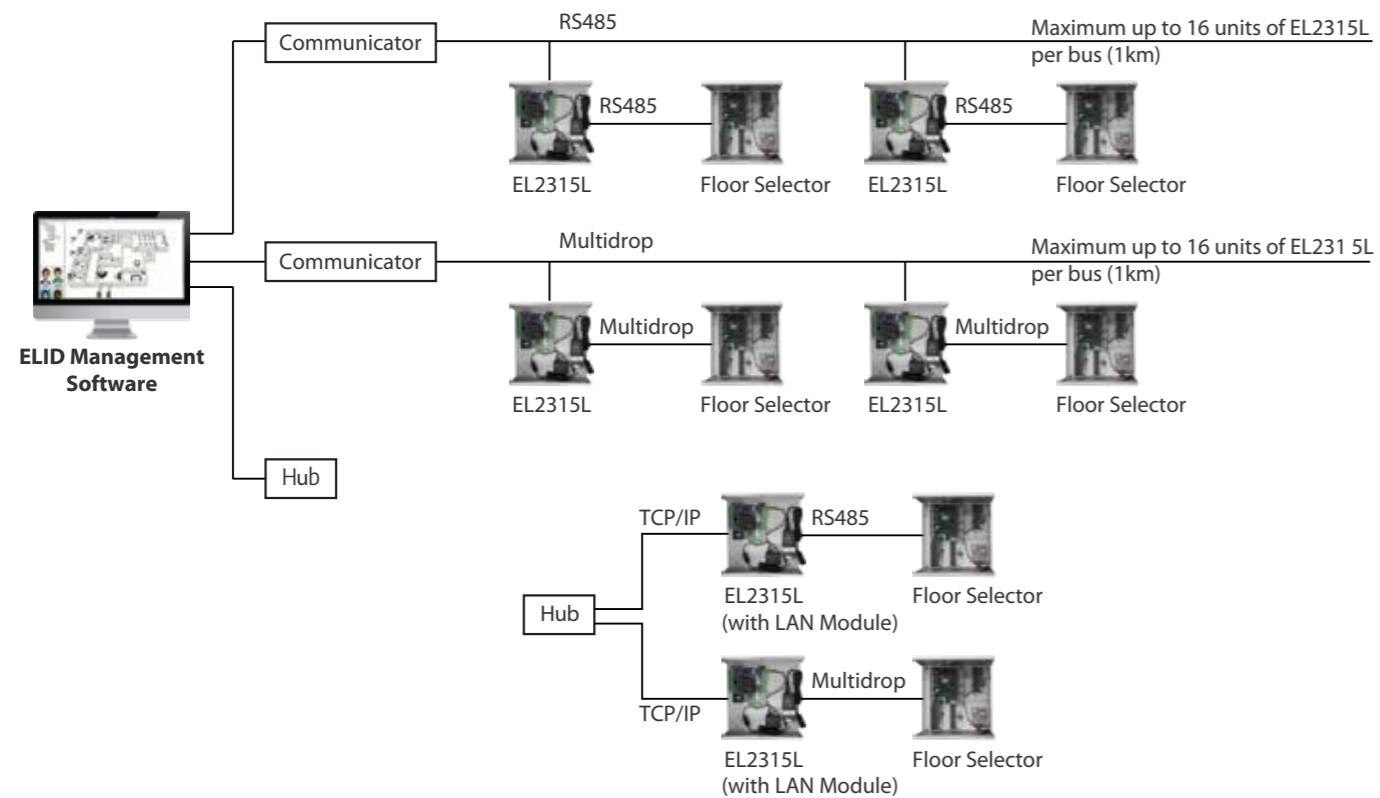 RS485
Communicator
Maximum up to 16 units of EL2315L
per bus (1km)
RS485
RS485
EL2315L
Floor Selector
EL2315L
Floor Selector
Multidrop
Communicator
Maximum up to 16 units of EL231 5L
per bus (1km)
Multidrop
Multidrop
ELID Management
Software
EL2315L
Floor Selector
EL2315L
Floor Selector
Hub
TCP/IP
RS485
EL2315L
(with LAN Module)
Floor Selector
Hub
Multidrop
TCP/IP
EL2315L
(with LAN Module)
Floor Selector